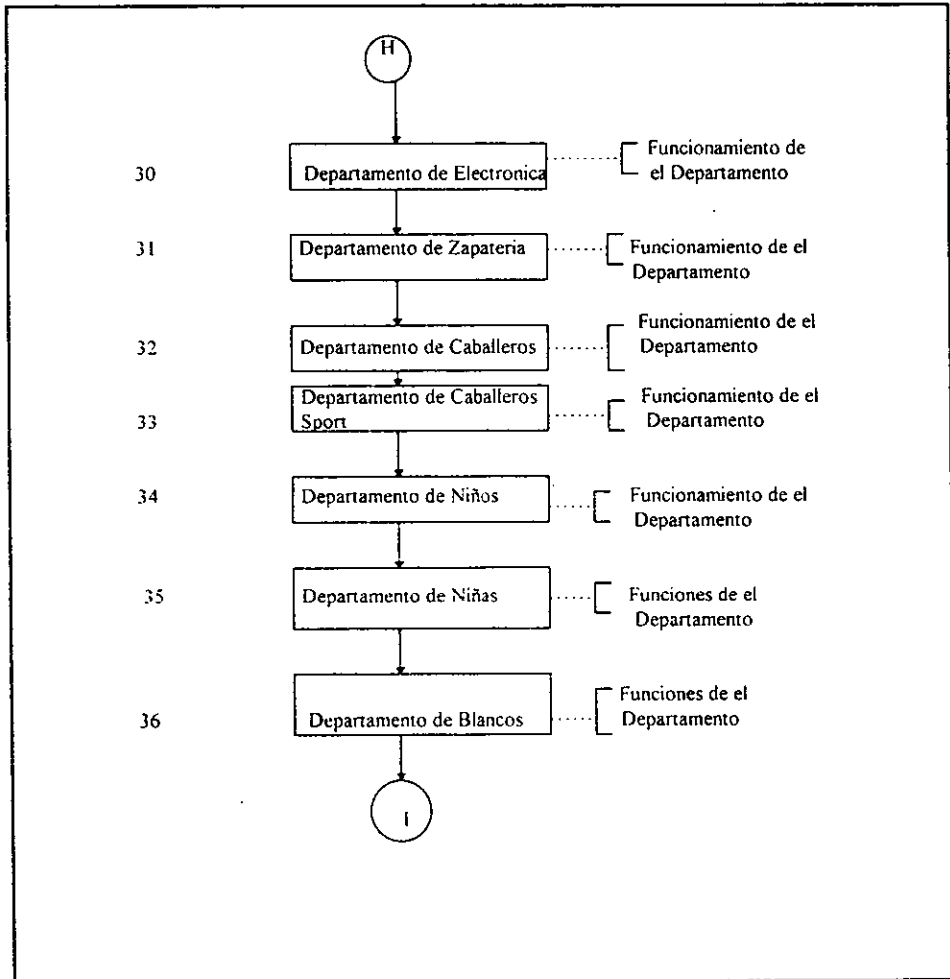 H
30
Departamento de Electronica
Funcionamiento de
el Departamento
31
Departamento de Zapateria
Funcionamiento de el
Departamento
32
Departamento de Caballeros
Funcionamiento de el
Departamento
33
Departamento de Caballeros
Sport
Funcionamiento de el
Departamento
34
Departamento de Niños
Funcionamiento de el
Departamento
35
Departamento de Niñas
Funciones de el
Departamento
36
Departamento de Blancos
Funciones de el
Departamento
I